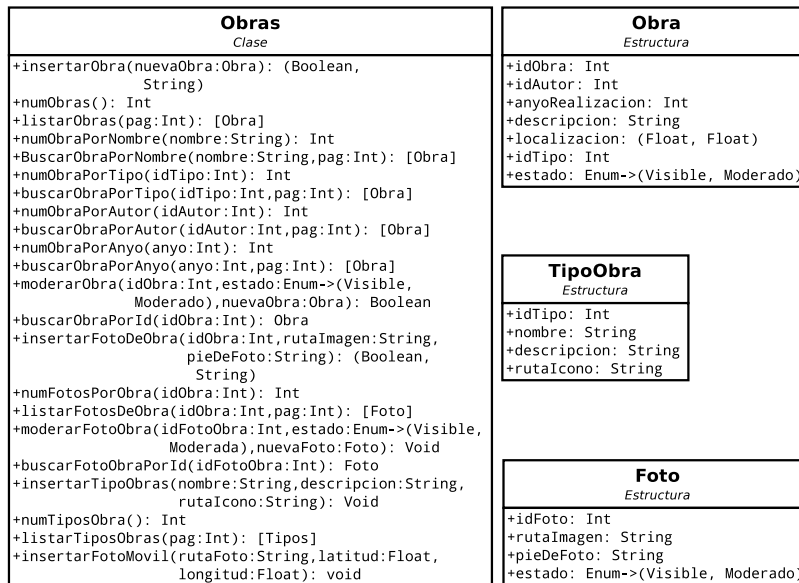 Obras
Clase
+insertarObra(nuevaObra:Obra): (Boolean,
String)
+numObras(): Int
+listarObras(pag:Int): [Obra]
+numObraPorNombre(nombre:String): Int
+BuscarObraPorNombre(nombre:String,pag:Int): [Obra]
+numObraPorTipo(idTipo:Int): Int
+buscarObraPorTipo(idTipo:Int,pag:Int): [Obra]
+numObraPorAutor(idAutor:Int): Int
+buscarObraPorAutor(idAutor:Int,pag:Int): [Obra]
+numObraPorAnyo(anyo:Int): Int
+buscarObraPorAnyo(anyo:Int,pag:Int): [Obra]
+moderarObra(idObra:Int,estado:Enum->(Visible,
Moderado),nuevaObra:Obra): Boolean
+buscarObraPorId(idObra:Int): Obra
+insertarFotoDeObra(idObra:Int,rutaImagen:String,
pieDeFoto:String): (Boolean,
String)
+numFotosPorObra(idObra:Int): Int
+listarFotosDeObra(idObra:Int,pag:Int): [Foto]
+moderarFotoObra(idFotoObra:Int,estado:Enum->(Visible,
Moderada),nuevaFoto:Foto): Void
+buscarFotoObraPorId(idFotoObra:Int): Foto
+insertarTipoObras(nombre:String,descripcion:String,
rutaIcono:String): Void
+numTiposObra(): Int
+listarTiposObras(pag:Int): [Tipos]
+insertarFotoMovil(rutaFoto:String,latitud:Float,
longitud:Float): void
Obra
Estructura
+idObra: Int
+idAutor: Int
+anyoRealizacion: Int
+descripcion: String
+localizacion: (Float, Float)
+idTipo: Int
+estado: Enum->(Visible, Moderado)
TipoObra
Estructura
+idTipo: Int
+nombre: String
+descripcion: String
+rutaIcono: String
Foto
Estructura
+idFoto: Int
+rutaImagen: String
+pieDeFoto: String
+estado: Enum->(Visible, Moderado)